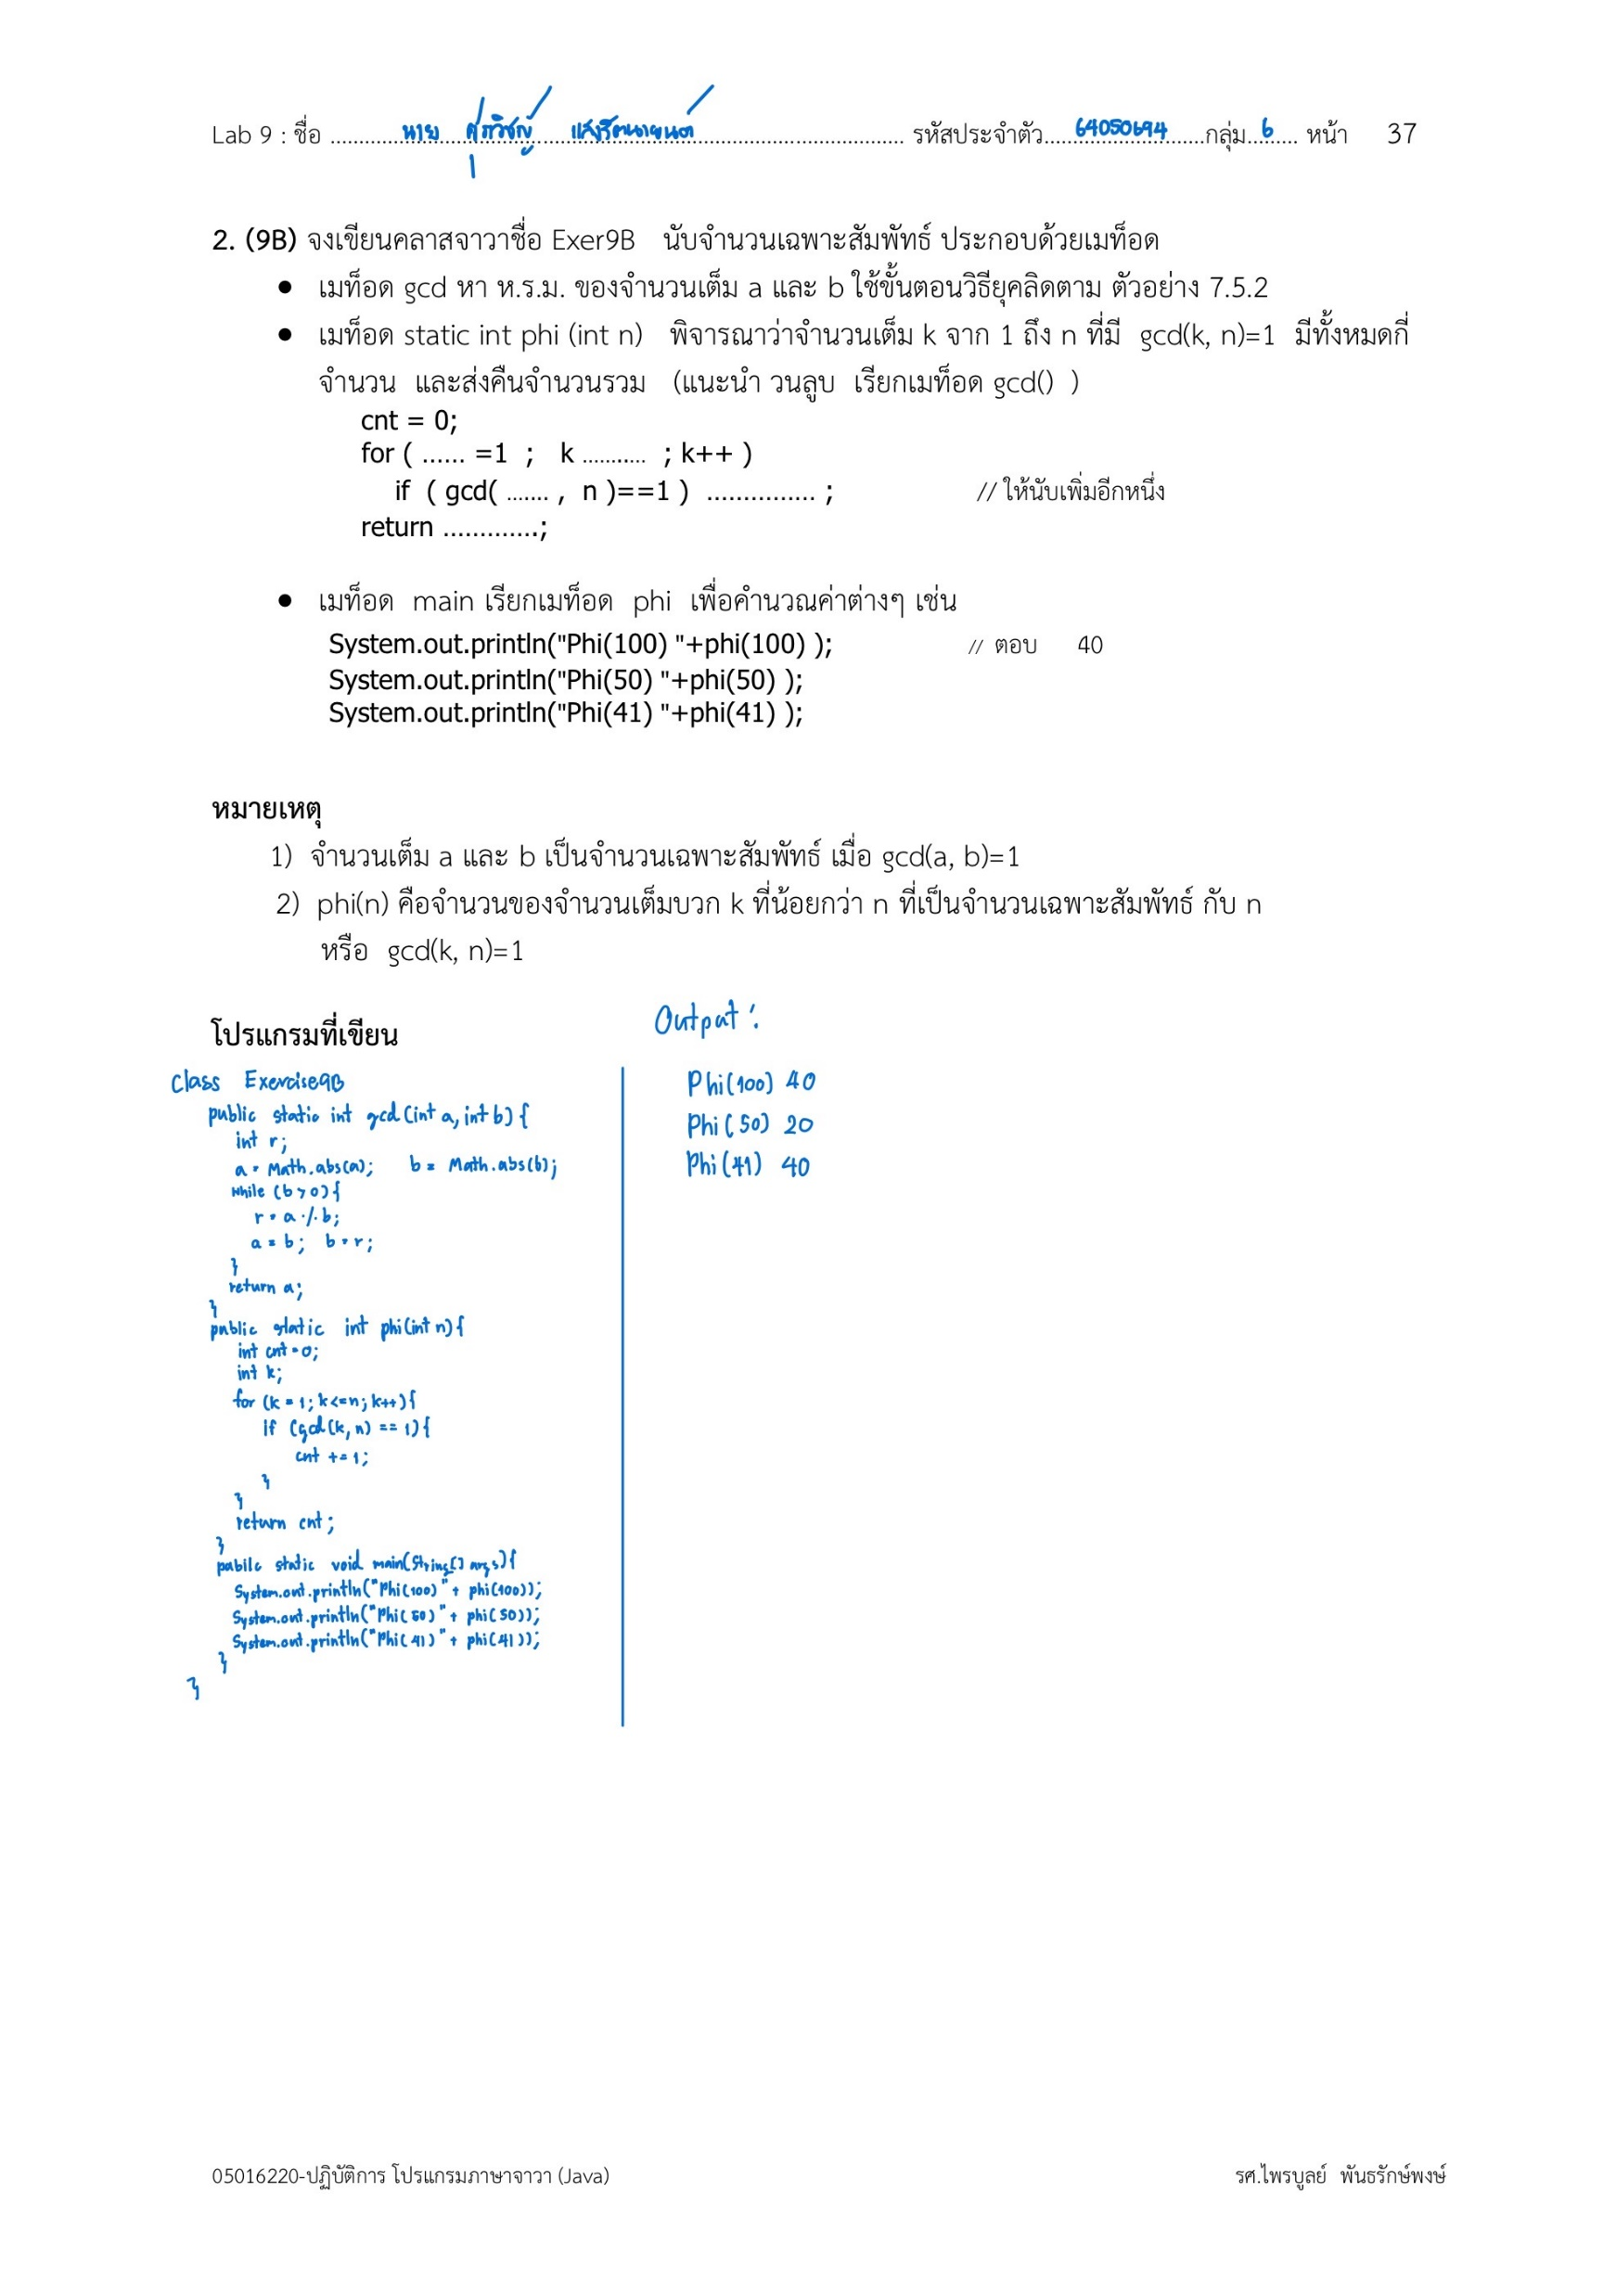 Lab 9 : ชื่อ ........ นาย ศุภวิชญ์ ........ รหัสประจำตัว.....64050694.....กลุ่ม...6... หน้า 37
2. (9B) จงเขียนคลาสจาวาชื่อ Exer9B นับจำนวนเฉพาะสัมพัทธ์ ประกอบด้วยเมท็อด
● เมท็อด gcd หา ห.ร.ม. ของจำนวนเต็ม a และ b ใช้ขั้นตอนวิธียุคลิดตาม ตัวอย่าง 7.5.2
● เมท็อด static int phi (int n) พิจารณาว่าจำนวนเต็ม k จาก 1 ถึง n ที่มี gcd(k, n)=1 มีทั้งหมดกี่
จำนวน และส่งคืนจำนวนรวม (แนะนำ วนลูบ เรียกเมท็อด gcd() )
cnt = 0;
for ( ...... =1 ; k ........... ; k++ )
if ( gcd( ....... , n )==1 ) ............... ; // ให้นับเพิ่มอีกหนึ่ง
return .............;
● เมท็อด main เรียกเมท็อด phi เพื่อคำนวณค่าต่างๆ เช่น
System.out.println("Phi(100) "+phi(100) ); // ตอบ 40
System.out.println("Phi(50) "+phi(50) );
System.out.println("Phi(41) "+phi(41) );
หมายเหตุ
1) จำนวนเต็ม a และ b เป็นจำนวนเฉพาะสัมพัทธ์ เมื่อ gcd(a, b)=1
2) phi(n) คือจำนวนของจำนวนเต็มบวก k ที่น้อยกว่า n ที่เป็นจำนวนเฉพาะสัมพัทธ์ กับ n
หรือ gcd(k, n)=1
โปรแกรมที่เขียน
class Exercise9B
public static int gcd (int a, int b) {
int r;
a = Math.abs(a); b = Math.abs(b);
while (b > 0) {
r = a % b;
a = b; b = r;
}
return a;
}
public static int phi(int n) {
int cnt = 0;
int k;
for (k = 1; k <= n; k++) {
if (gcd(k, n) == 1) {
cnt += 1;
}
}
return cnt;
}
pubilc static void main(String[] args) {
System.out.println("Phi(100) " + phi(100));
System.out.println("Phi(50) " + phi(50));
System.out.println("Phi(41) " + phi(41));
}
}
Output :
Phi(100) 40
Phi(50) 20
Phi(41) 40
05016220-ปฏิบัติการ โปรแกรมภาษาจาวา (Java) รศ.ไพรบูลย์ พันธรักษ์พงษ์